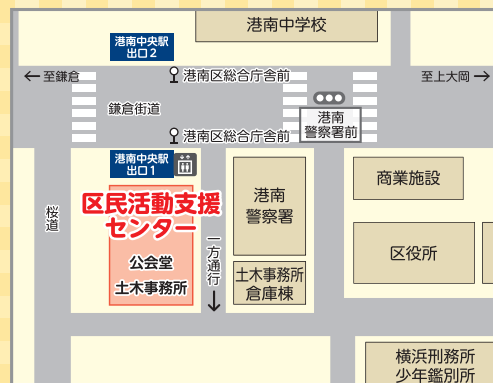 港南中学校
港南中央駅
出口2
←至鎌倉
港南区総合庁舎前
至上大岡→
鎌倉街道
港南
警察署前
港南区総合庁舎前
港南中央駅
出口1
区民活動支援
センター
公会堂
土木事務所
桜道
一方通行
港南
警察署
土木事務所
倉庫棟
商業施設
区役所
横浜刑務所
少年鑑別所